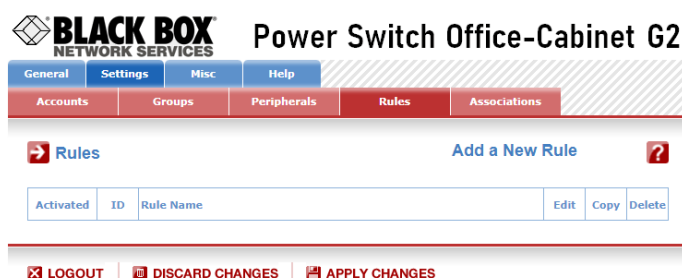 BLACK BOX®
NETWORK SERVICES
Power Switch Office-Cabinet G2
General Settings Misc Help
Accounts Groups Peripherals Rules Associations
Rules Add a New Rule ?
Activated ID Rule Name Edit Copy Delete
LOGOUT DISCARD CHANGES APPLY CHANGES